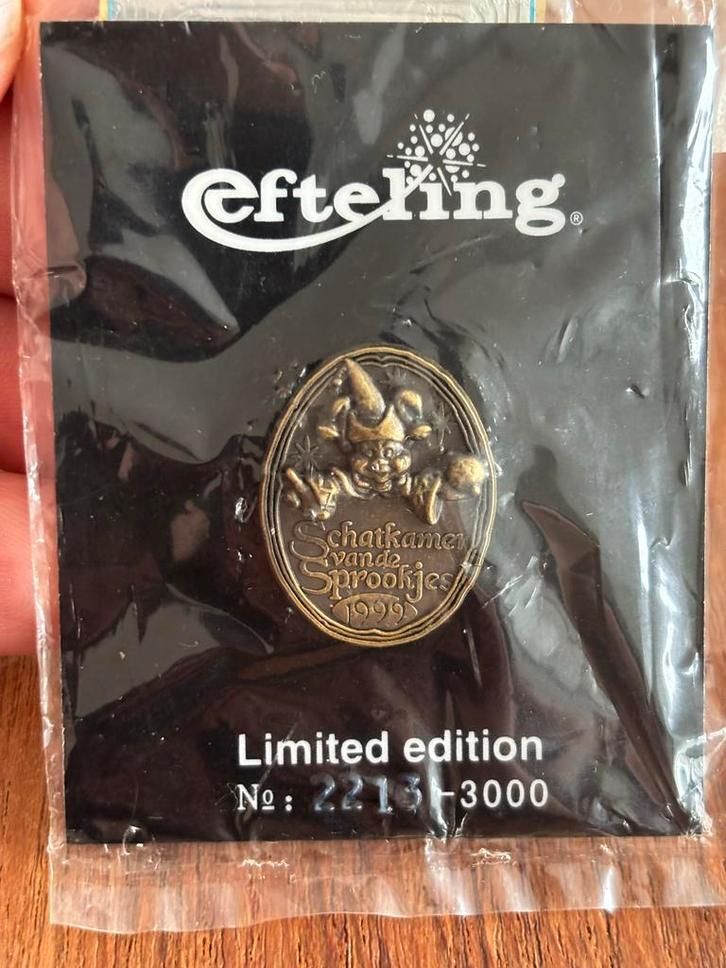 efteling®
Schatkamer
van de
Sprookjes
1999
Limited edition
No: 2213-3000